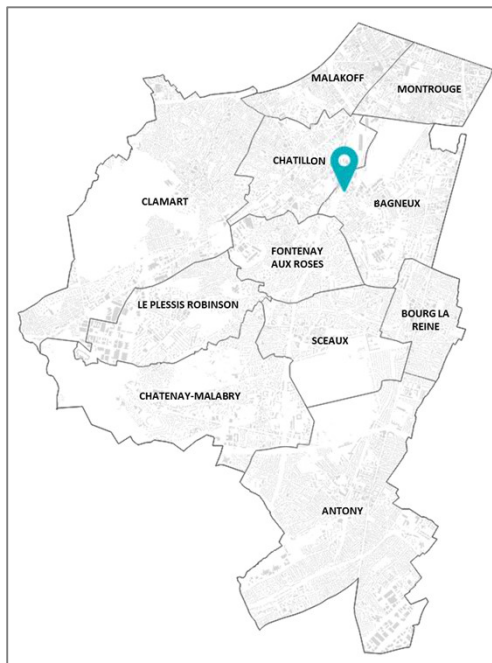 MALAKOFF
MONTROUGE
CHATILLON
CLAMART
BAGNEUX
FONTENAY
AUX ROSES
LE PLESSIS ROBINSON
BOURG LA
REINE
SCEAUX
CHATENAY-MALABRY
ANTONY